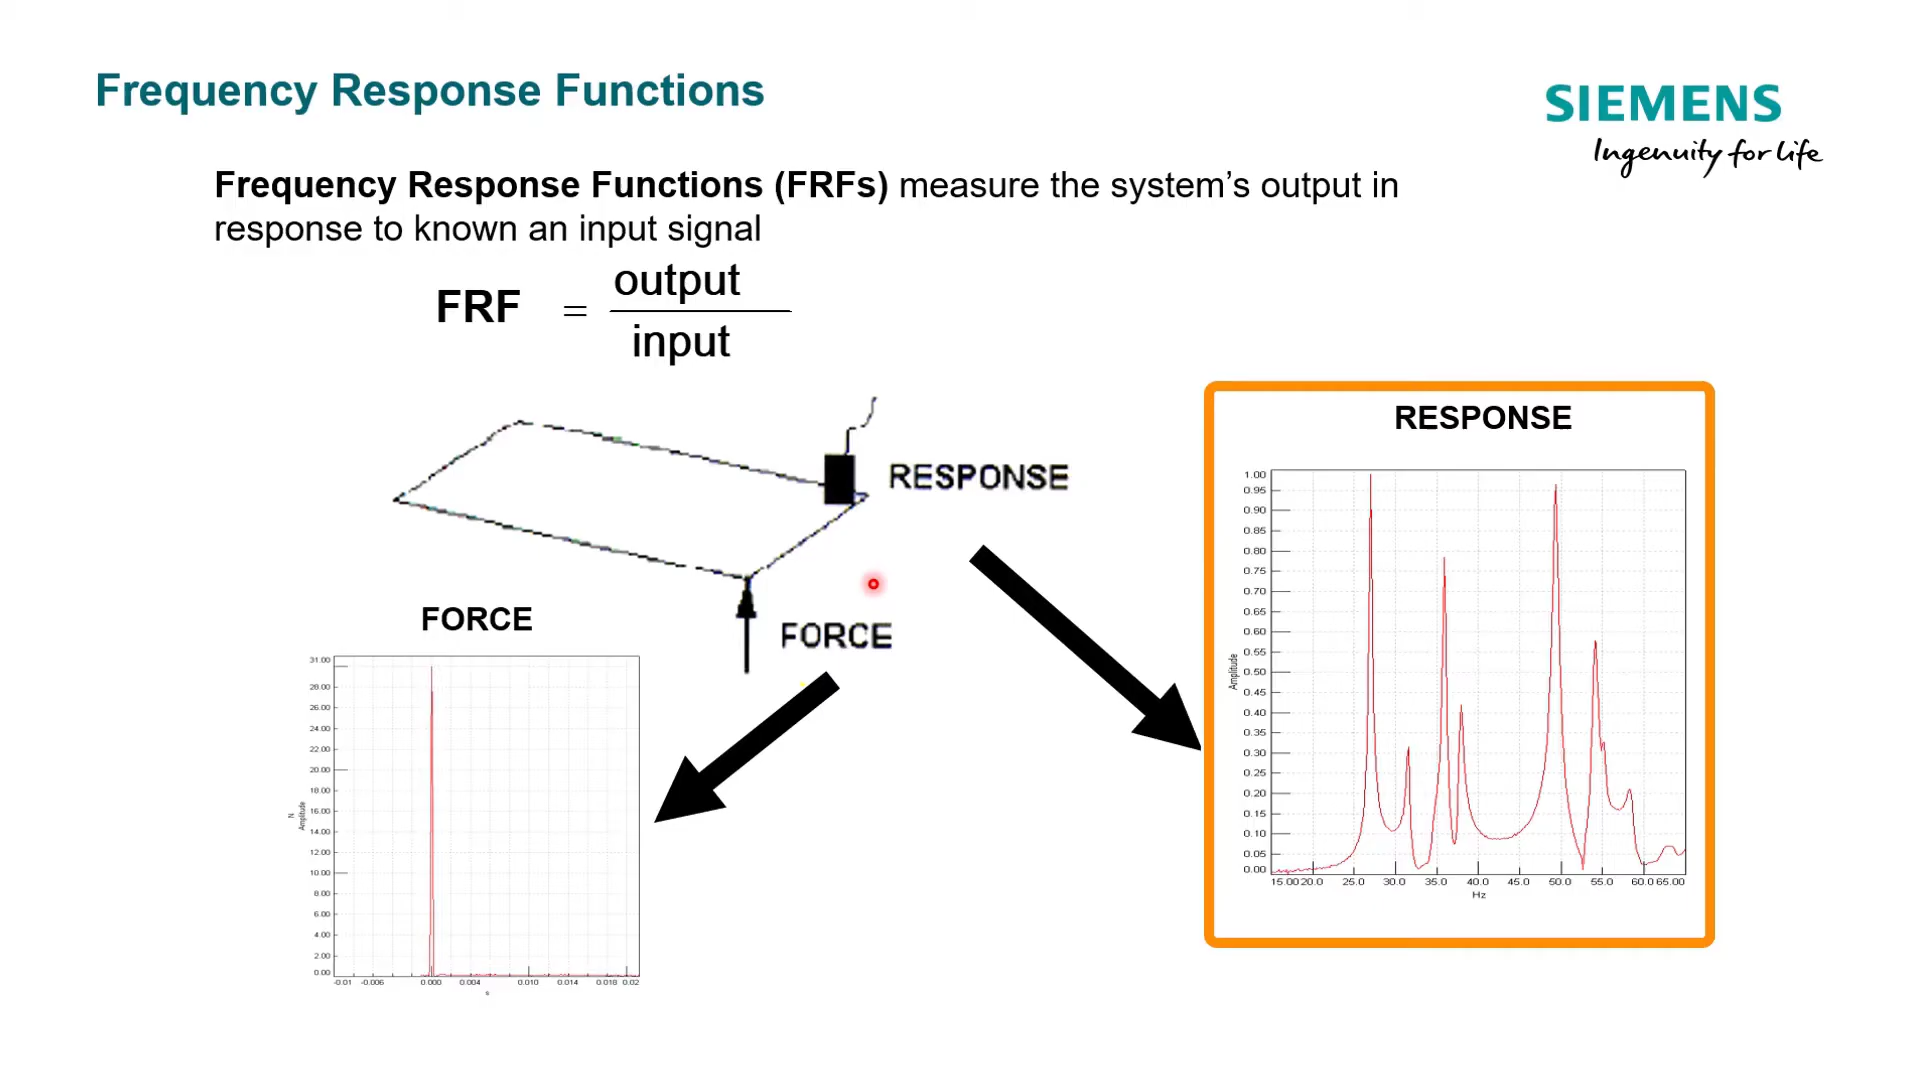 Frequency Response Functions
SIEMENS
Ingenuity for life
Frequency Response Functions (FRFs) measure the system's output in
response to known an input signal
FRF = output
input
RESPONSE
FORCE
FORCE
31.00
28.00
26.00
24.00
22.00
20.00
18.00
16.00
14.00
12.00
10.00
8.00
6.00
4.00
2.00
0.00
N
Amplitude
-0.01 -0.006 0.000 0.004 0.010 0.014 0.018 0.02
s
RESPONSE
1.00
0.95
0.90
0.85
0.80
0.75
0.70
0.65
0.60
0.55
0.50
0.45
0.40
0.35
0.30
0.25
0.20
0.15
0.10
0.05
0.00
Amplitude
15.00 20.0 25.0 30.0 35.0 40.0 45.0 50.0 55.0 60.0 65.00
Hz